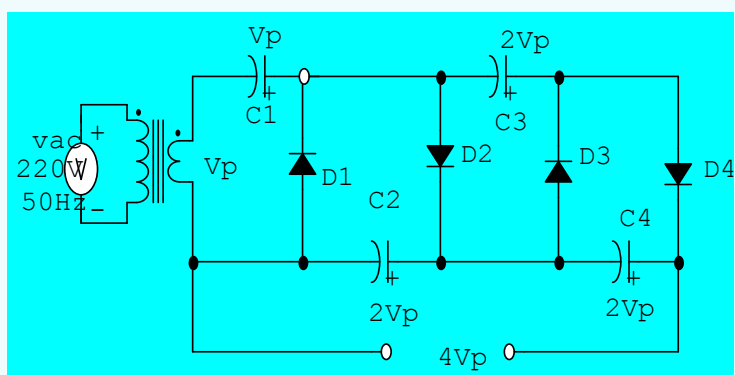 Vp
2Vp
C1
C3
vac
+
220V
V
50Hz
-
Vp
D1
D2
D3
D4
C2
C4
+
+
+
+
2Vp
2Vp
4Vp